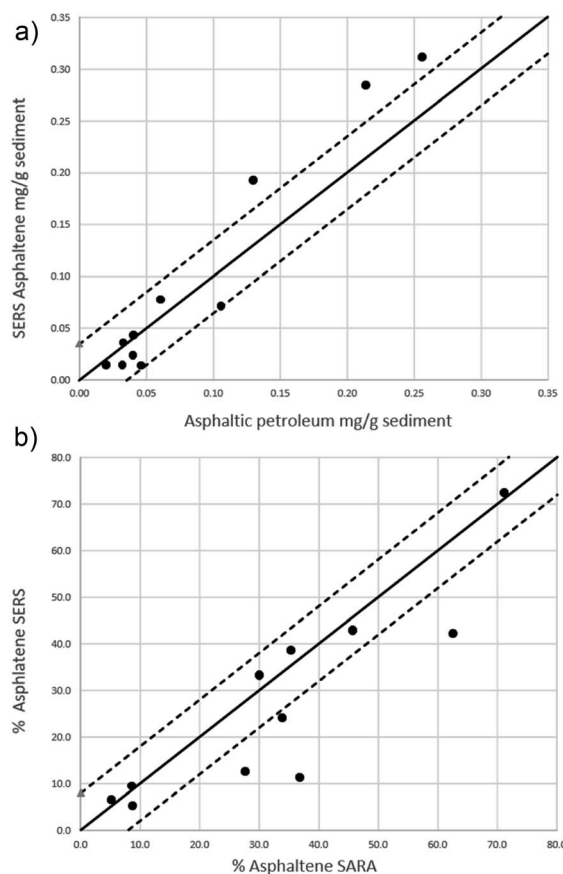 a)
SERS Asphaltene mg/g sediment
0.35
0.30
0.25
0.20
0.15
0.10
0.05
0.00
0.00 0.05 0.10 0.15 0.20 0.25 0.30 0.35
Asphaltic petroleum mg/g sediment
b)
% Asphlatene SERS
80.0
70.0
60.0
50.0
40.0
30.0
20.0
10.0
0.0
0.0 10.0 20.0 30.0 40.0 50.0 60.0 70.0 80.0
% Asphaltene SARA